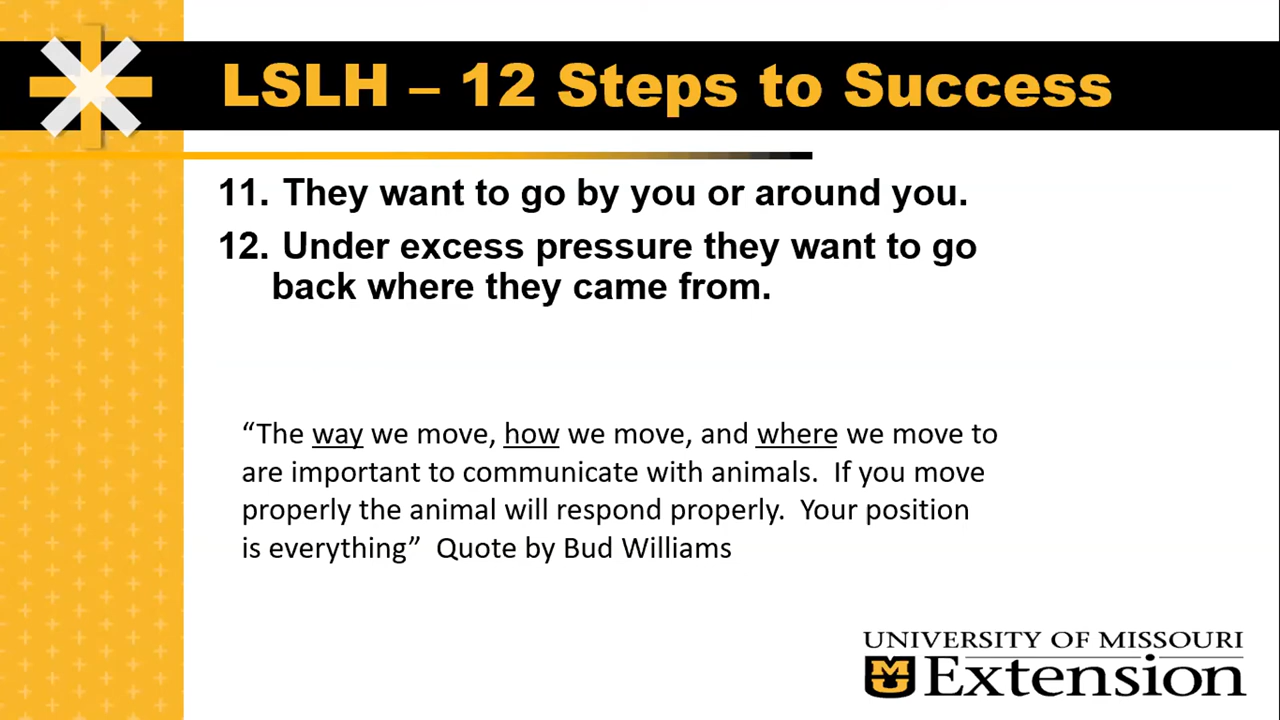 LSLH – 12 Steps to Success
11. They want to go by you or around you.
12. Under excess pressure they want to go
back where they came from.
“The way we move, how we move, and where we move to
are important to communicate with animals.  If you move
properly the animal will respond properly.  Your position
is everything”  Quote by Bud Williams
UNIVERSITY OF MISSOURI
Extension